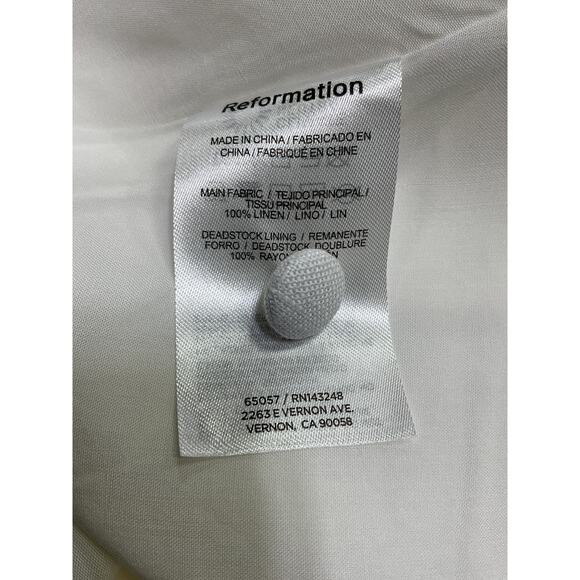 Reformation
MADE IN CHINA / FABRICADO EN
CHINA / FABRIQUÉ EN CHINE
MAIN FABRIC / TEJIDO PRINCIPAL /
TISSU PRINCIPAL
100% LINEN / LINO / LIN
DEADSTOCK LINING / REMANENTE
FORRO / DEADSTOCK DOUBLURE
100%
65057 / RN143248
2263 E VERNON AVE.
VERNON, CA 90058